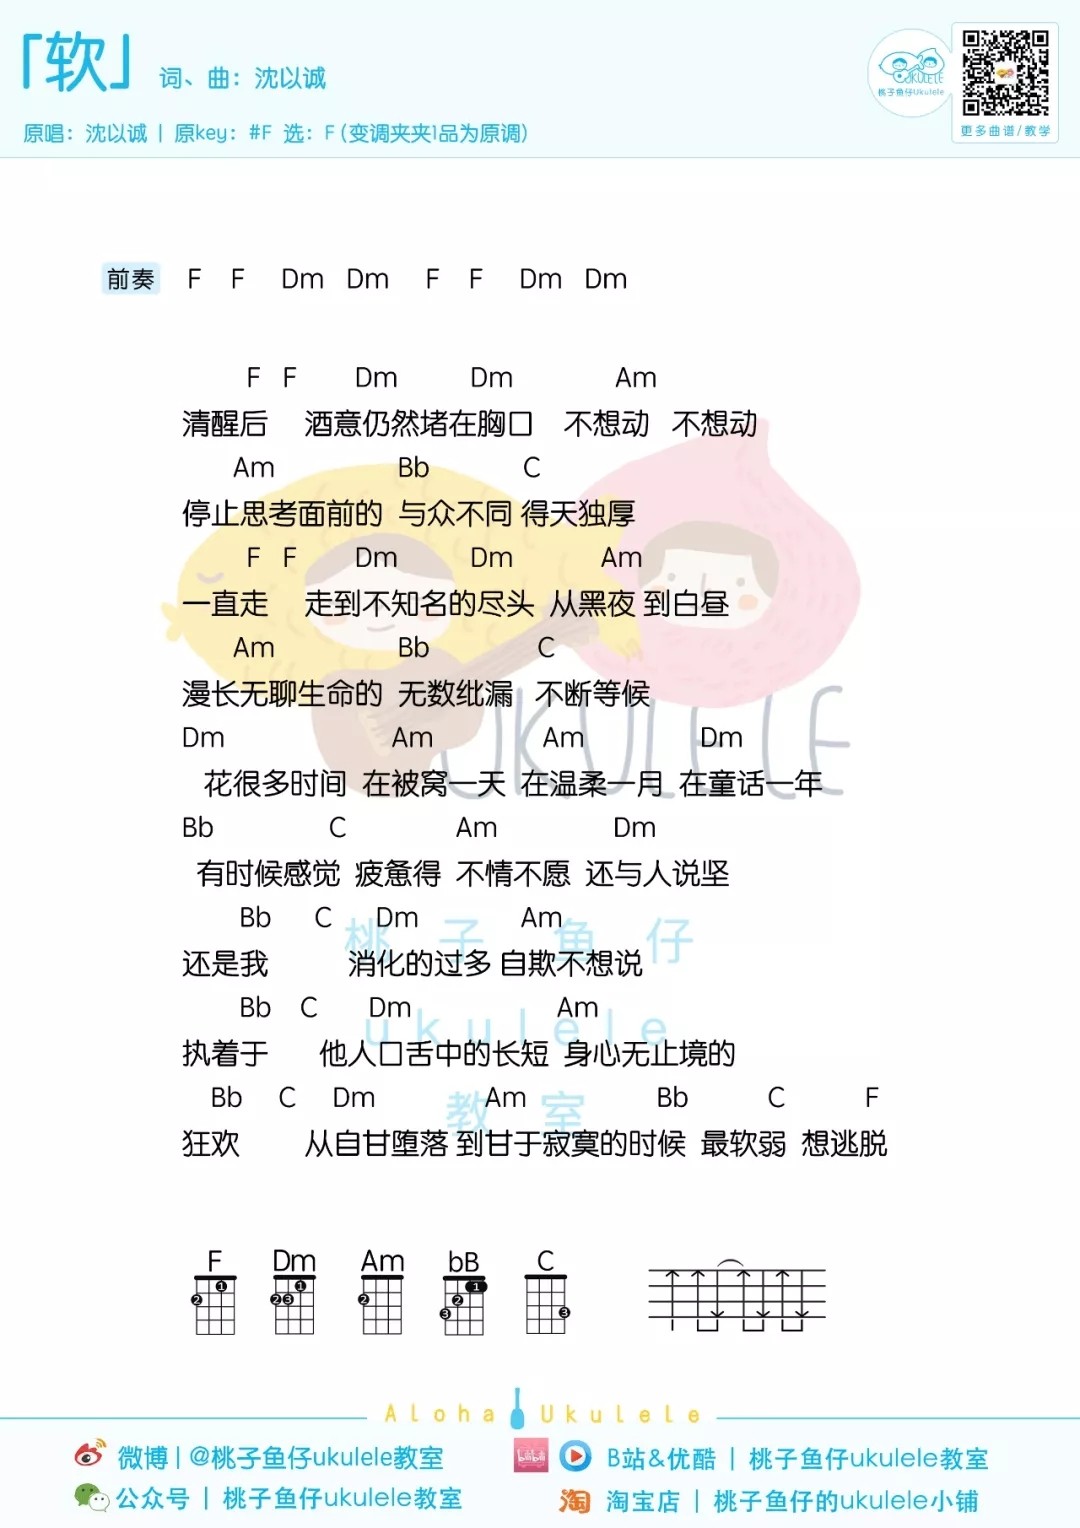 「软」 词、曲：沈以诚
原唱：沈以诚 | 原key：#F 选：F（变调夹夹1品为原调）
UKULELE
桃子鱼仔Ukulele
更多曲谱/教学
前奏 F F Dm Dm F F Dm Dm
F F Dm Dm Am
清醒后 酒意仍然堵在胸口 不想动 不想动
Am Bb C
停止思考面前的 与众不同 得天独厚
F F Dm Dm Am
一直走 走到不知名的尽头 从黑夜 到白昼
Am Bb C
漫长无聊生命的 无数纰漏 不断等候
Dm Am Am Dm
花很多时间 在被窝一天 在温柔一月 在童话一年
Bb C Am Dm
有时候感觉 疲惫得 不情不愿 还与人说坚
Bb C Dm Am
还是我 消化的过多 自欺不想说
Bb C Dm Am
执着于 他人口舌中的长短 身心无止境的
Bb C Dm Am Bb C F
狂欢 从自甘堕落 到甘于寂寞的时候 最软弱 想逃脱
UKULELE
桃子鱼仔
ukulele
教室
F Dm Am bB C
1 1 1
2 2 3 2 2
3 3
Aloha Ukulele
微博 | @桃子鱼仔ukulele教室
B站&优酷 | 桃子鱼仔ukulele教室
公众号 | 桃子鱼仔ukulele教室
淘 淘宝店 | 桃子鱼仔的ukulele小铺